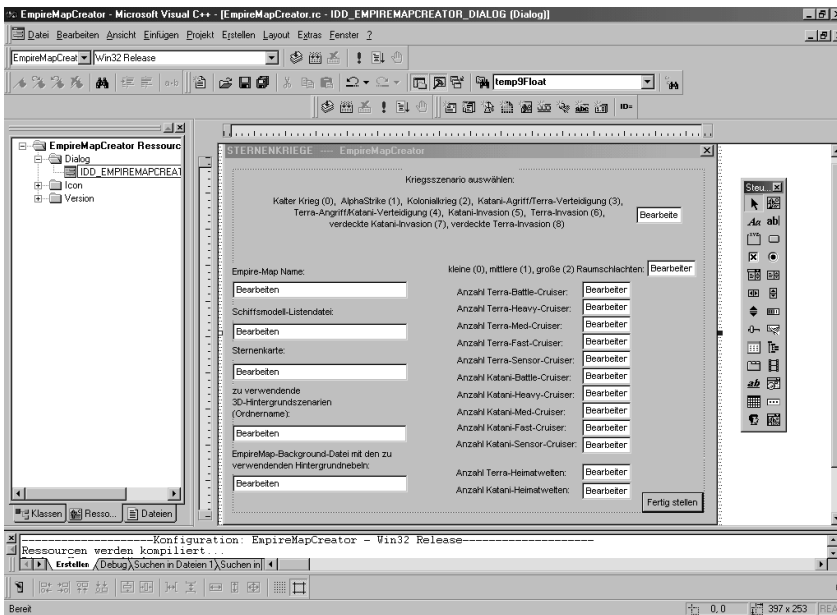 EmpireMapCreator - Microsoft Visual C++ - [EmpireMapCreator.rc - IDD_EMPIREMAPCREATOR_DIALOG (Dialog)]
Datei Bearbeiten Ansicht Einfügen Projekt Erstellen Layout Extras Fenster ?
EmpireMapCreat Win32 Release
temp9Float
ID=
EmpireMapCreator Ressourc
Dialog
IDD_EMPIREMAPCREAT
Icon
Version
Klassen Resso... Dateien
STERNENKRIEGE ---- EmpireMapCreator
Kriegsszenario auswählen:
Kalter Krieg (0), AlphaStrike (1), Kolonialkrieg (2), Katani-Agriff/Terra-Verteidigung (3),
Terra-Angriff/Katani-Verteidigung (4), Katani-Invasion (5), Terra-Invasion (6),
verdeckte Katani-Invasion (7), verdeckte Terra-Invasion (8)
Bearbeite
Empire-Map Name:
Bearbeiten
Schiffsmodell-Listendatei:
Bearbeiten
Sternenkarte:
Bearbeiten
zu verwendende
3D-Hintergrundszenarien
(Ordnername):
Bearbeiten
EmpireMap-Background-Datei mit den zu
verwendenden Hintergrundnebeln:
Bearbeiten
kleine (0), mittlere (1), große (2) Raumschlachten: Bearbeiter
Anzahl Terra-Battle-Cruiser: Bearbeiter
Anzahl Terra-Heavy-Cruiser: Bearbeiter
Anzahl Terra-Med-Cruiser: Bearbeiter
Anzahl Terra-Fast-Cruiser: Bearbeiter
Anzahl Terra-Sensor-Cruiser: Bearbeiter
Anzahl Katani-Battle-Cruiser: Bearbeiter
Anzahl Katani-Heavy-Cruiser: Bearbeiter
Anzahl Katani-Med-Cruiser: Bearbeiter
Anzahl Katani-Fast-Cruiser: Bearbeiter
Anzahl Katani-Sensor-Cruiser: Bearbeiter
Anzahl Terra-Heimatwelten: Bearbeiter
Anzahl Katani-Heimatwelten: Bearbeiter
Fertig stellen
Steu...
Aa ab|
--------------------Konfiguration: EmpireMapCreator - Win32 Release--------------------
Ressourcen werden kompiliert...
Erstellen Debug Suchen in Dateien 1 Suchen in
Bereit
0, 0 397 x 253